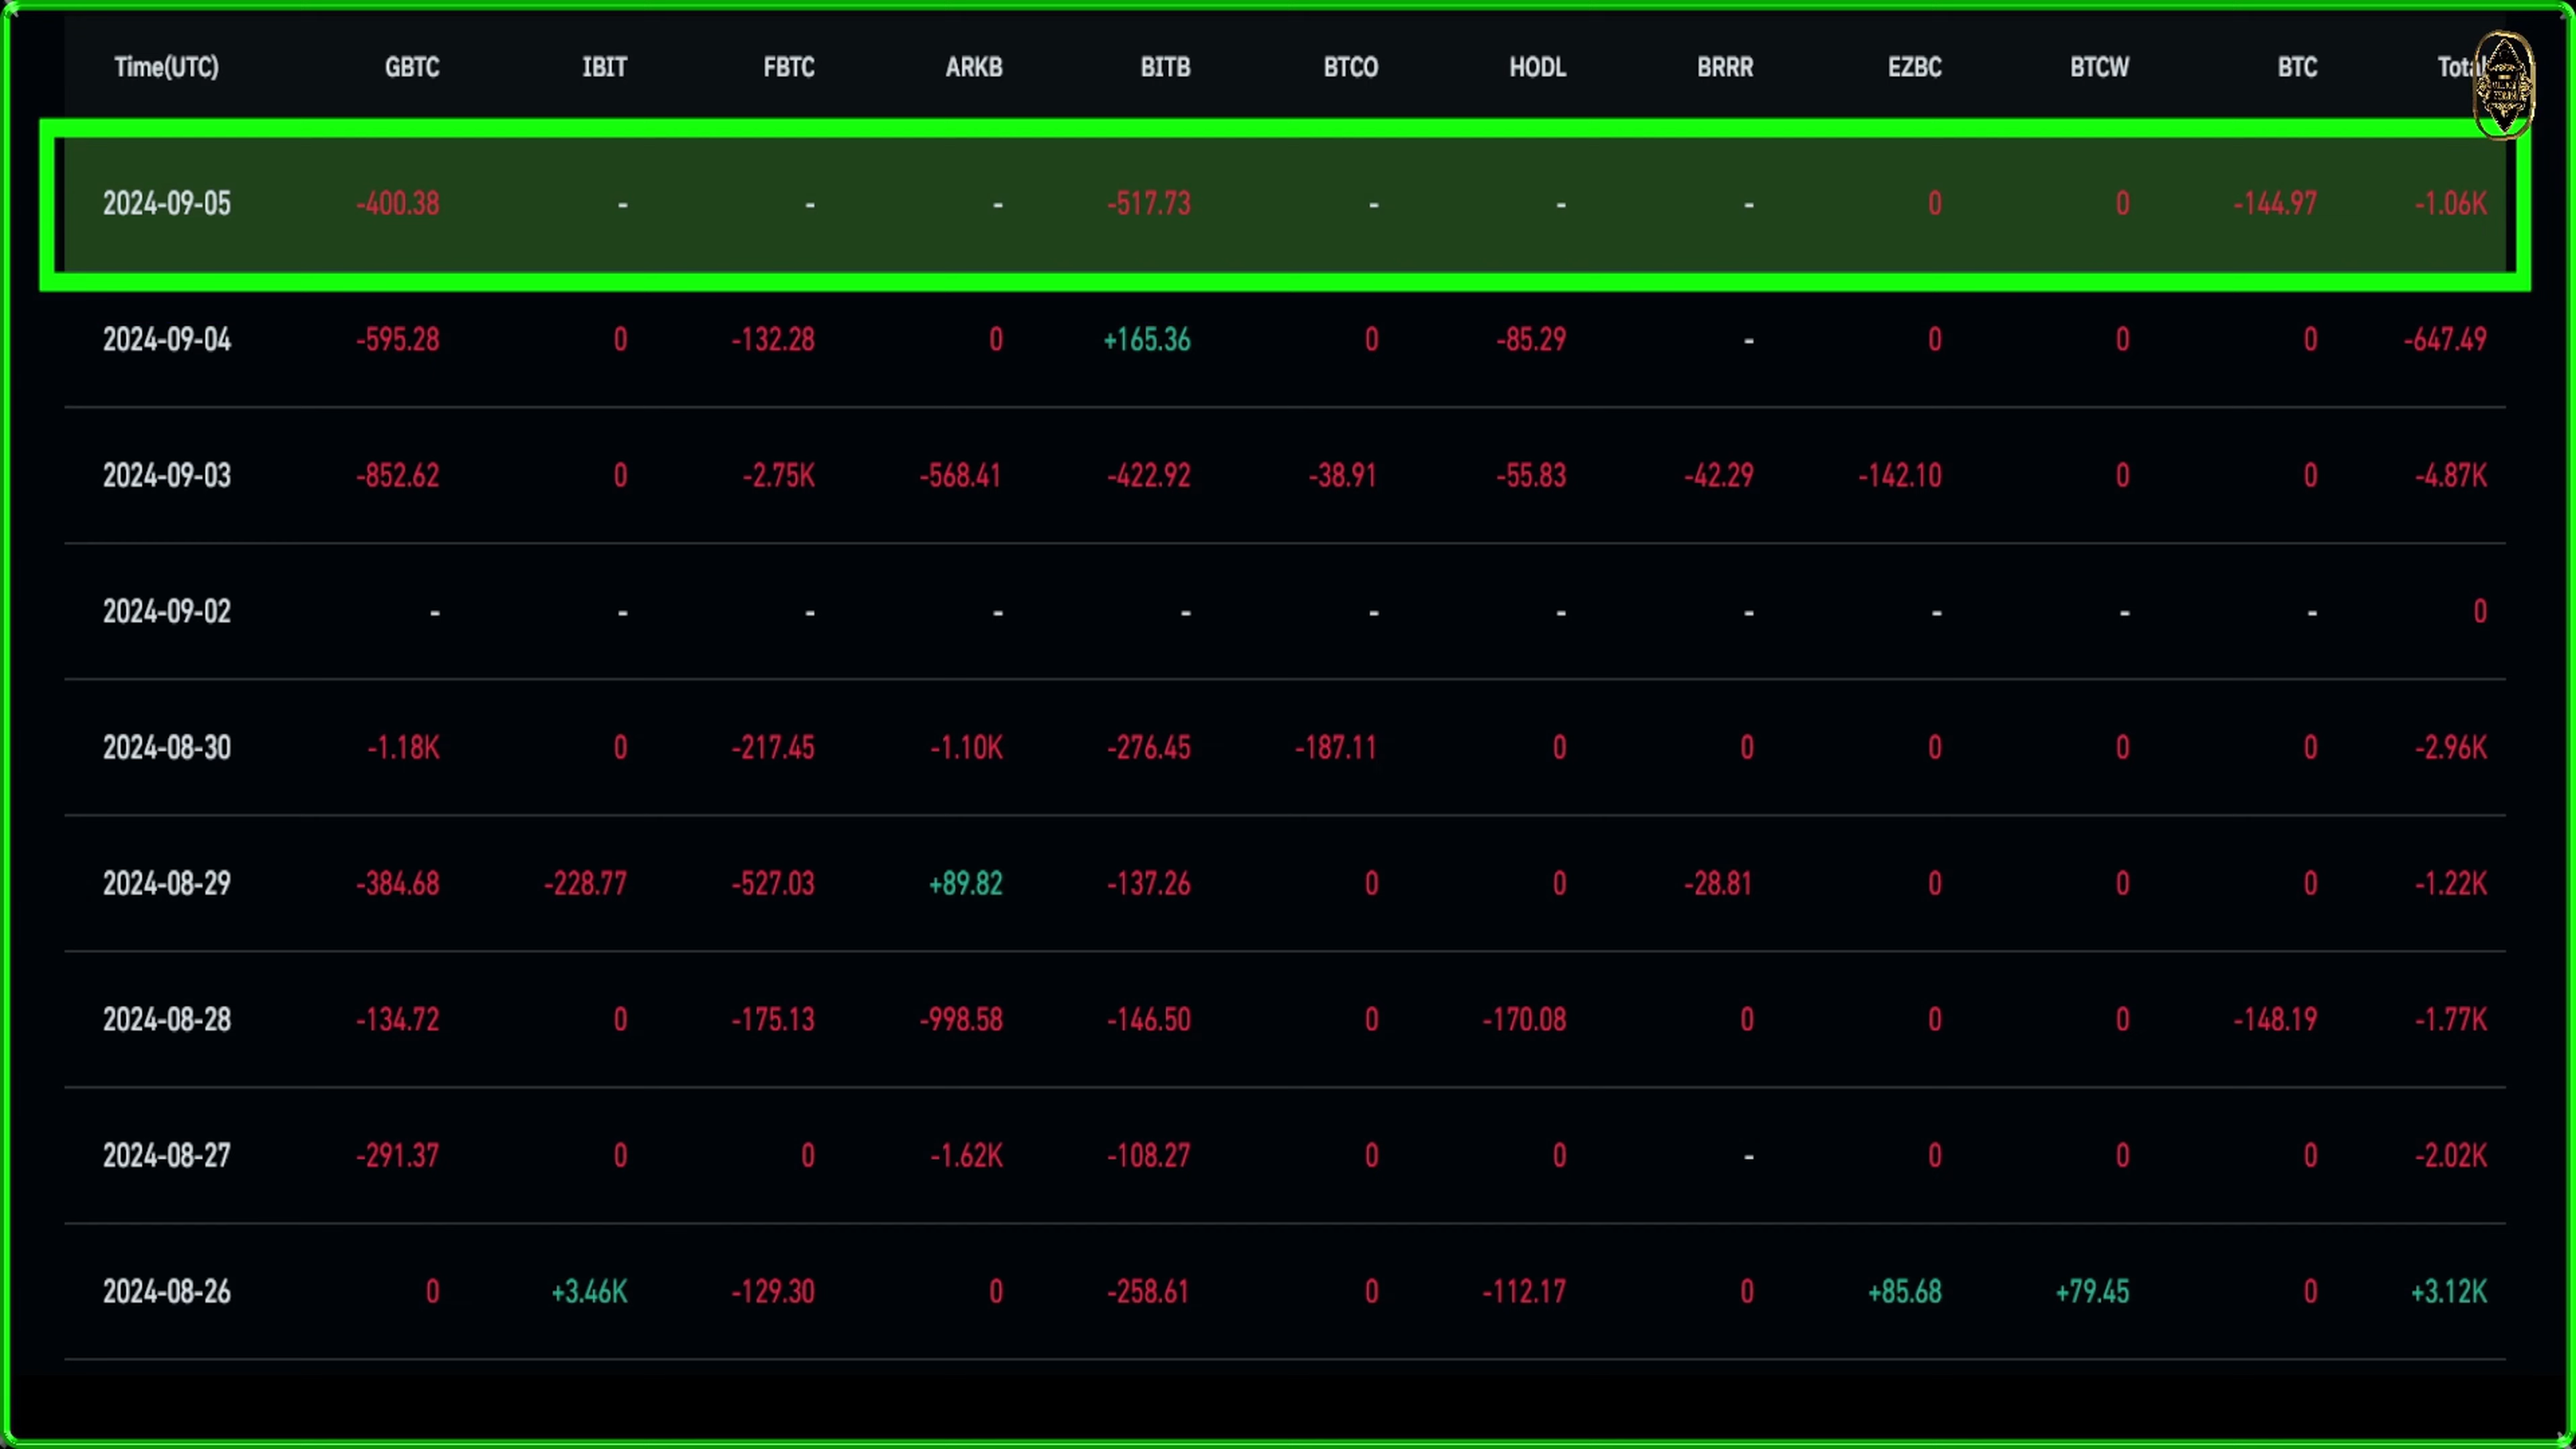 Time(UTC) GBTC IBIT FBTC ARKB BITB BTCO HODL BRRR EZBC BTCW BTC Total
2024-09-05 -400.38 - - - -517.73 - - - 0 0 -144.97 -1.06K
2024-09-04 -595.28 0 -132.28 0 +165.36 0 -85.29 - 0 0 0 -647.49
2024-09-03 -852.62 0 -2.75K -568.41 -422.92 -38.91 -55.83 -42.29 -142.10 0 0 -4.87K
2024-09-02 - - - - - - - - - - - 0
2024-08-30 -1.18K 0 -217.45 -1.10K -276.45 -187.11 0 0 0 0 0 -2.96K
2024-08-29 -384.68 -228.77 -527.03 +89.82 -137.26 0 0 -28.81 0 0 0 -1.22K
2024-08-28 -134.72 0 -175.13 -998.58 -146.50 0 -170.08 0 0 0 -148.19 -1.77K
2024-08-27 -291.37 0 0 -1.62K -108.27 0 0 - 0 0 0 -2.02K
2024-08-26 0 +3.46K -129.30 0 -258.61 0 -112.17 0 +85.68 +79.45 0 +3.12K